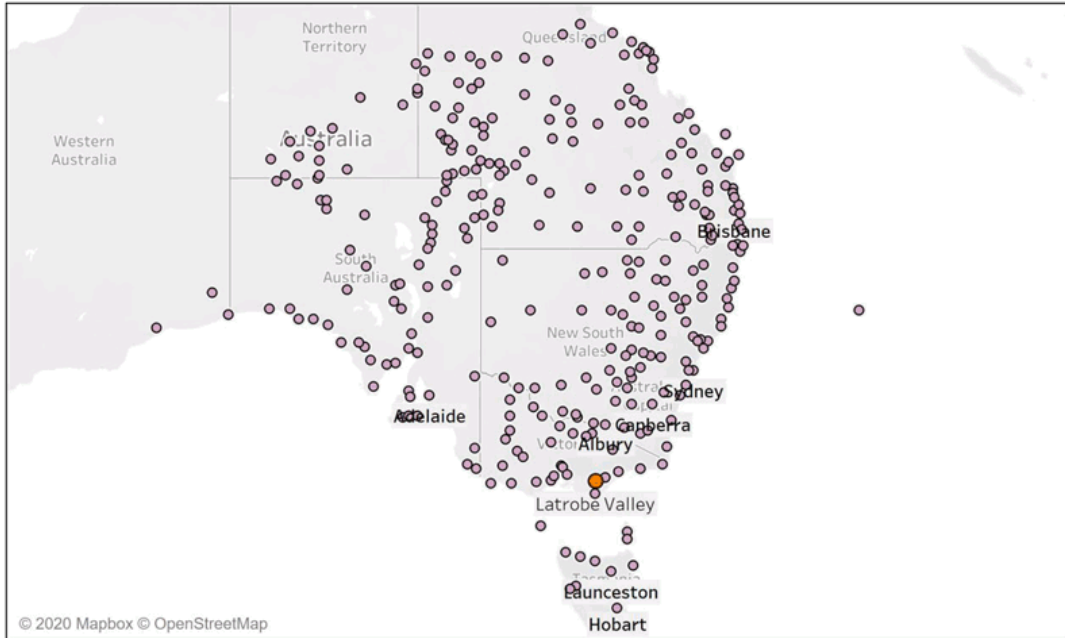 Northern
Territory
Queensland
Western
Australia
Australia
Brisbane
South
Australia
New South
Wales
Sydney
Adelaide
Canberra
Albury
Latrobe Valley
Tasmania
Launceston
Hobart
© 2020 Mapbox © OpenStreetMap